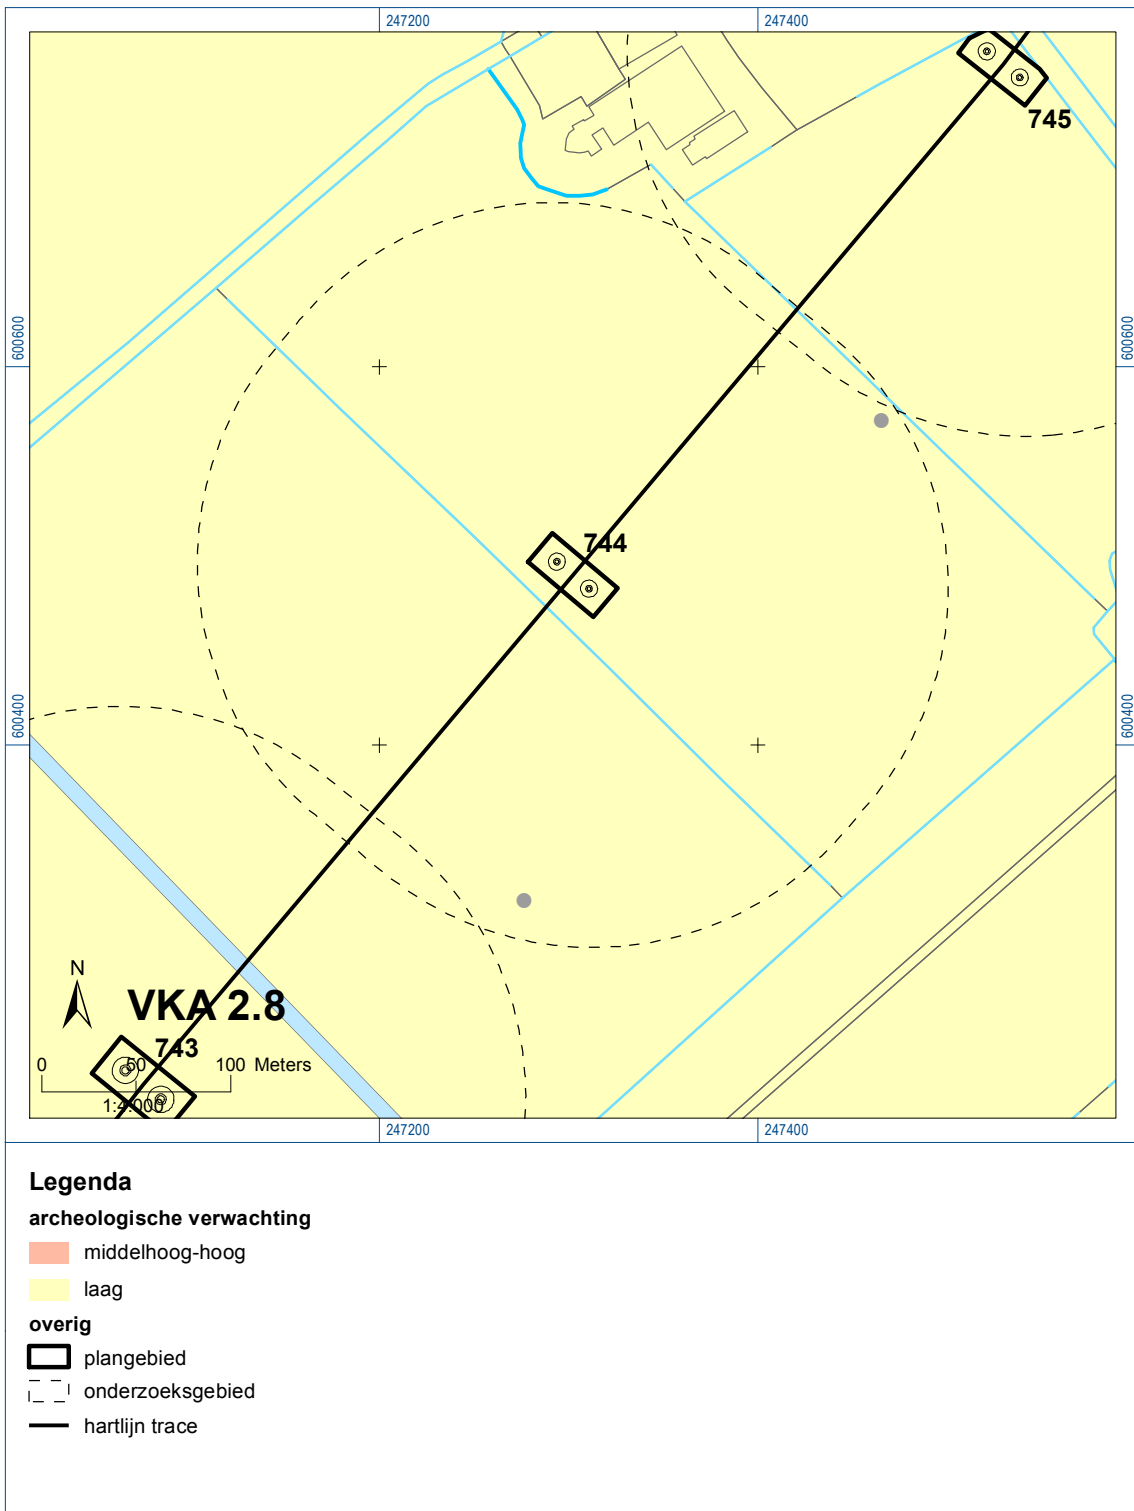 247200
247400
745
600600
600600
744
600400
600400
N
VKA 2.8
743
0 50 100 Meters
1:4.000
247200
247400
Legenda
archeologische verwachting
middelhoog-hoog
laag
overig
plangebied
onderzoeksgebied
hartlijn trace